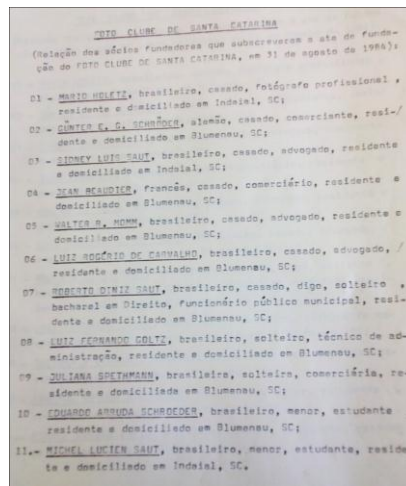 FOTO CLUBE DE SANTA CATARINA
(Relação dos sócios fundadores que subscreveram a ata de funda-
ção do FOTO CLUBE DE SANTA CATARINA, em 31 de agosto de 1984):
01 - MARIO HOLETZ, brasileiro, casado, fotógrafo profissional ,
residente e domiciliado em Indaial, SC;
02 - GÜNTER E. G. SCHRÖDER, alemão, casado, comerciante, resi-/
dente e domiciliado em Blumenau, SC;
03 - SIDNEY LUIS SAUT, brasileiro, casado, advogado, residente
e domiciliado em Indaial, SC;
04 - JEAN BEAUDIER, francês, casado, comerciário, residente e
domiciliado em Blumenau, SC;
05 - WALTER B. MOMM, brasileiro, casado, advogado, residente e
domiciliado em Blumenau, SC;
06 - LUIZ ROGÉRIO DE CARVALHO, brasileiro, casado, advogado, /
residente e domiciliado em Blumenau, SC;
07 - ROBERTO DINIZ SAUT, brasileiro, casado, digo, solteiro ,
bacharel em Direito, funcionário público municipal, resi-
dente e domiciliado em Blumenau, SC;
08 - LUIZ FERNANDO GOLTZ, brasileiro, solteiro, técnico de ad-
ministração, residente e domiciliado em Blumenau, SC;
09 - JULIANA SPETHMANN, brasileira, solteira, comerciária, re-
sidente e domiciliada em Blumenau, SC;
10 - EDUARDO ARRUDA SCHROEDER, brasileiro, menor, estudante
residente e domiciliado em Blumenau, SC;
11.- MICHEL LUCIEN SAUT, brasileiro, menor, estudante, reside
te e domiciliado em Indaial, SC.